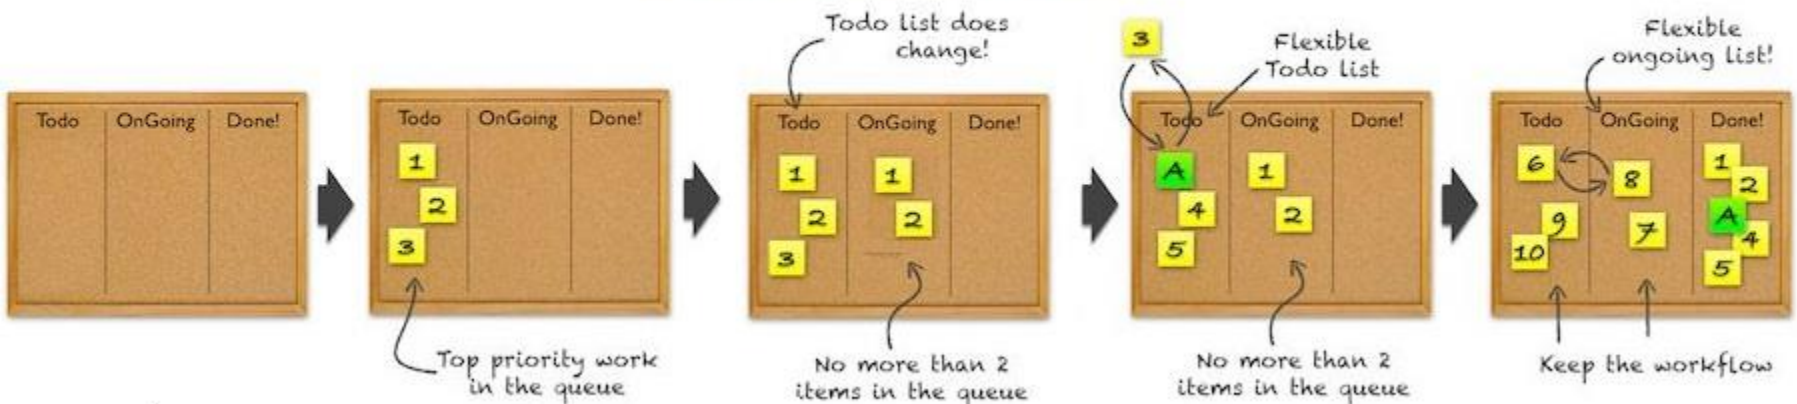 Todo OnGoing Done!
Todo OnGoing Done!
1
2
3
Top priority work
in the queue
Todo list does
change!
Todo OnGoing Done!
1 1
2 2
3
No more than 2
items in the queue
3
Flexible
Todo list
Todo OnGoing Done!
A 1
4 2
5
No more than 2
items in the queue
Flexible
ongoing list!
Todo OnGoing Done!
6 8 1
2
9 7 A
10 4
5
Keep the workflow